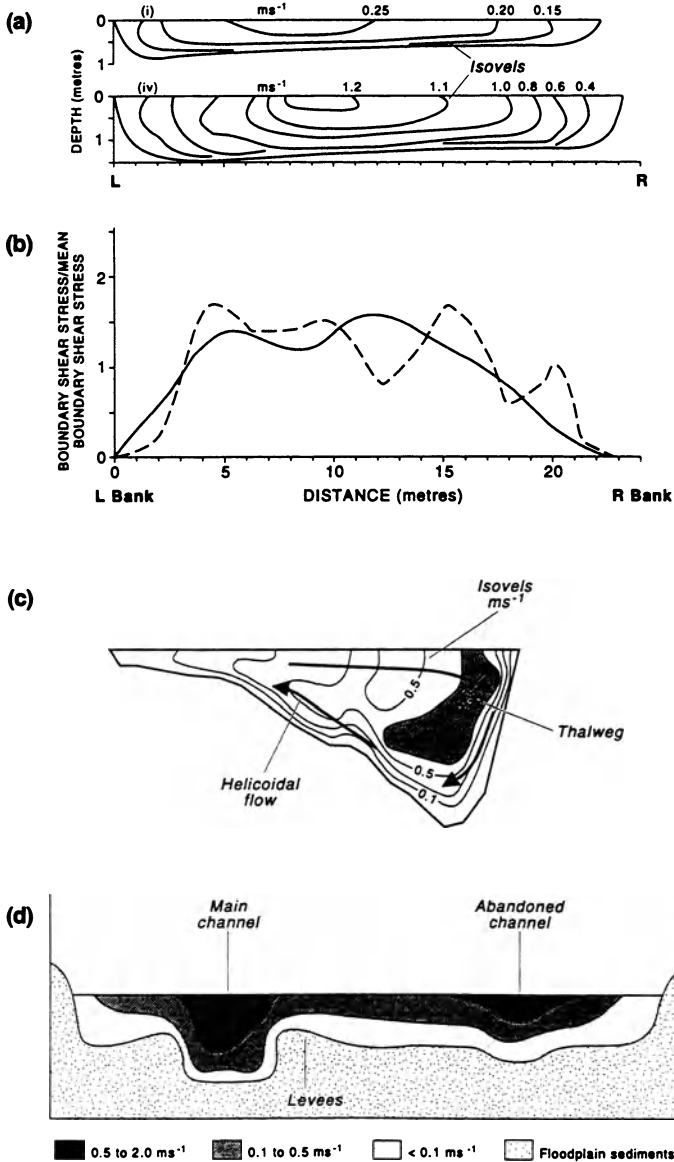 (a)
(i) ms⁻¹ 0.25 0.20 0.15
0
1
Isovels
DEPTH (metres)
(iv) ms⁻¹ 1.2 1.1 1.0 0.8 0.6 0.4
0
1
L R
(b)
BOUNDARY SHEAR STRESS/MEAN
BOUNDARY SHEAR STRESS
2
1
0
0 5 10 15 20
L Bank DISTANCE (metres) R Bank
(c)
Isovels
ms⁻¹
0.5
Thalweg
Helicoidal
flow
0.5
0.1
(d)
Main
channel
Abandoned
channel
Levees
0.5 to 2.0 ms⁻¹ 0.1 to 0.5 ms⁻¹ < 0.1 ms⁻¹ Floodplain sediments